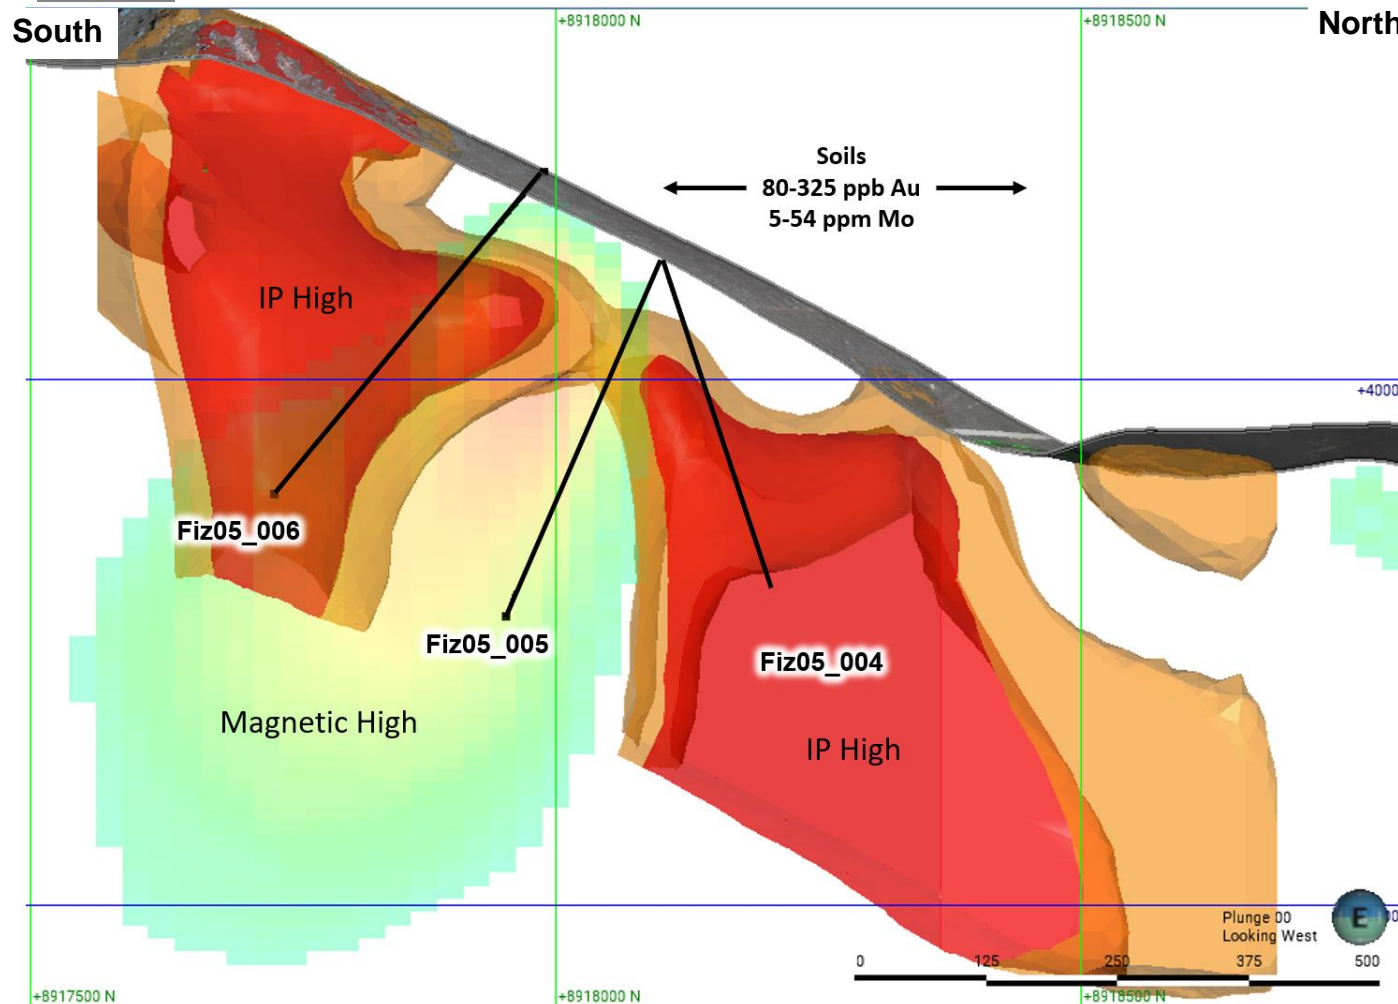 South
+8918000 N
+8918500 N
North
Soils
80-325 ppb Au
5-54 ppm Mo
IP High
+4000
Fiz05_006
Fiz05_005
Fiz05_004
Magnetic High
IP High
Plunge 00
Looking West
E
0 125 250 375 500
+8917500 N
+8918000 N
+8918500 N